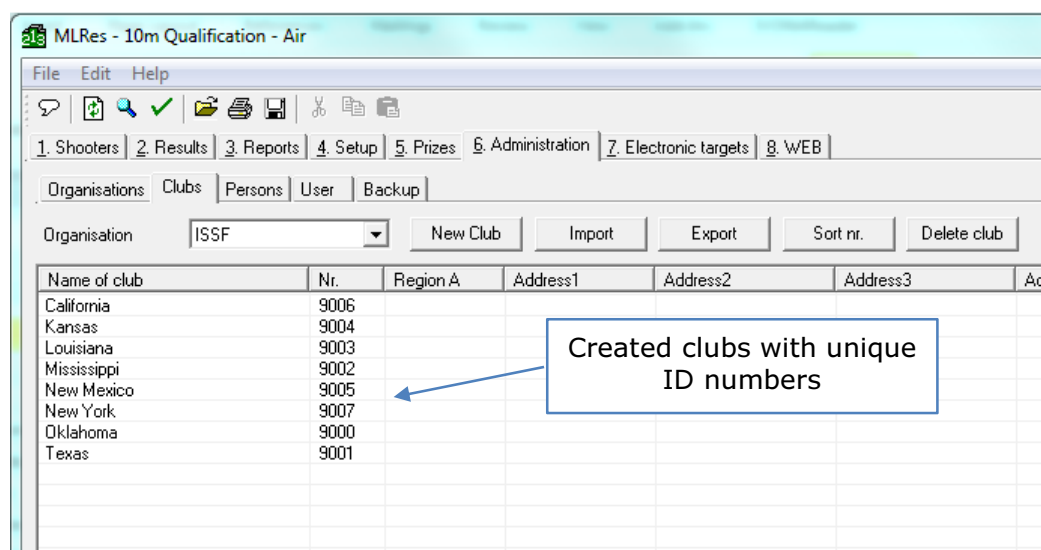 MLRes - 10m Qualification - Air
File Edit Help
1. Shooters 2. Results 3. Reports 4. Setup 5. Prizes 6. Administration 7. Electronic targets 8. WEB
Organisations Clubs Persons User Backup
Organisation ISSF New Club Import Export Sort nr. Delete club
Name of club Nr. Region A Address1 Address2 Address3
California 9006
Kansas 9004
Louisiana 9003
Mississippi 9002
New Mexico 9005
New York 9007
Oklahoma 9000
Texas 9001
Created clubs with unique
ID numbers